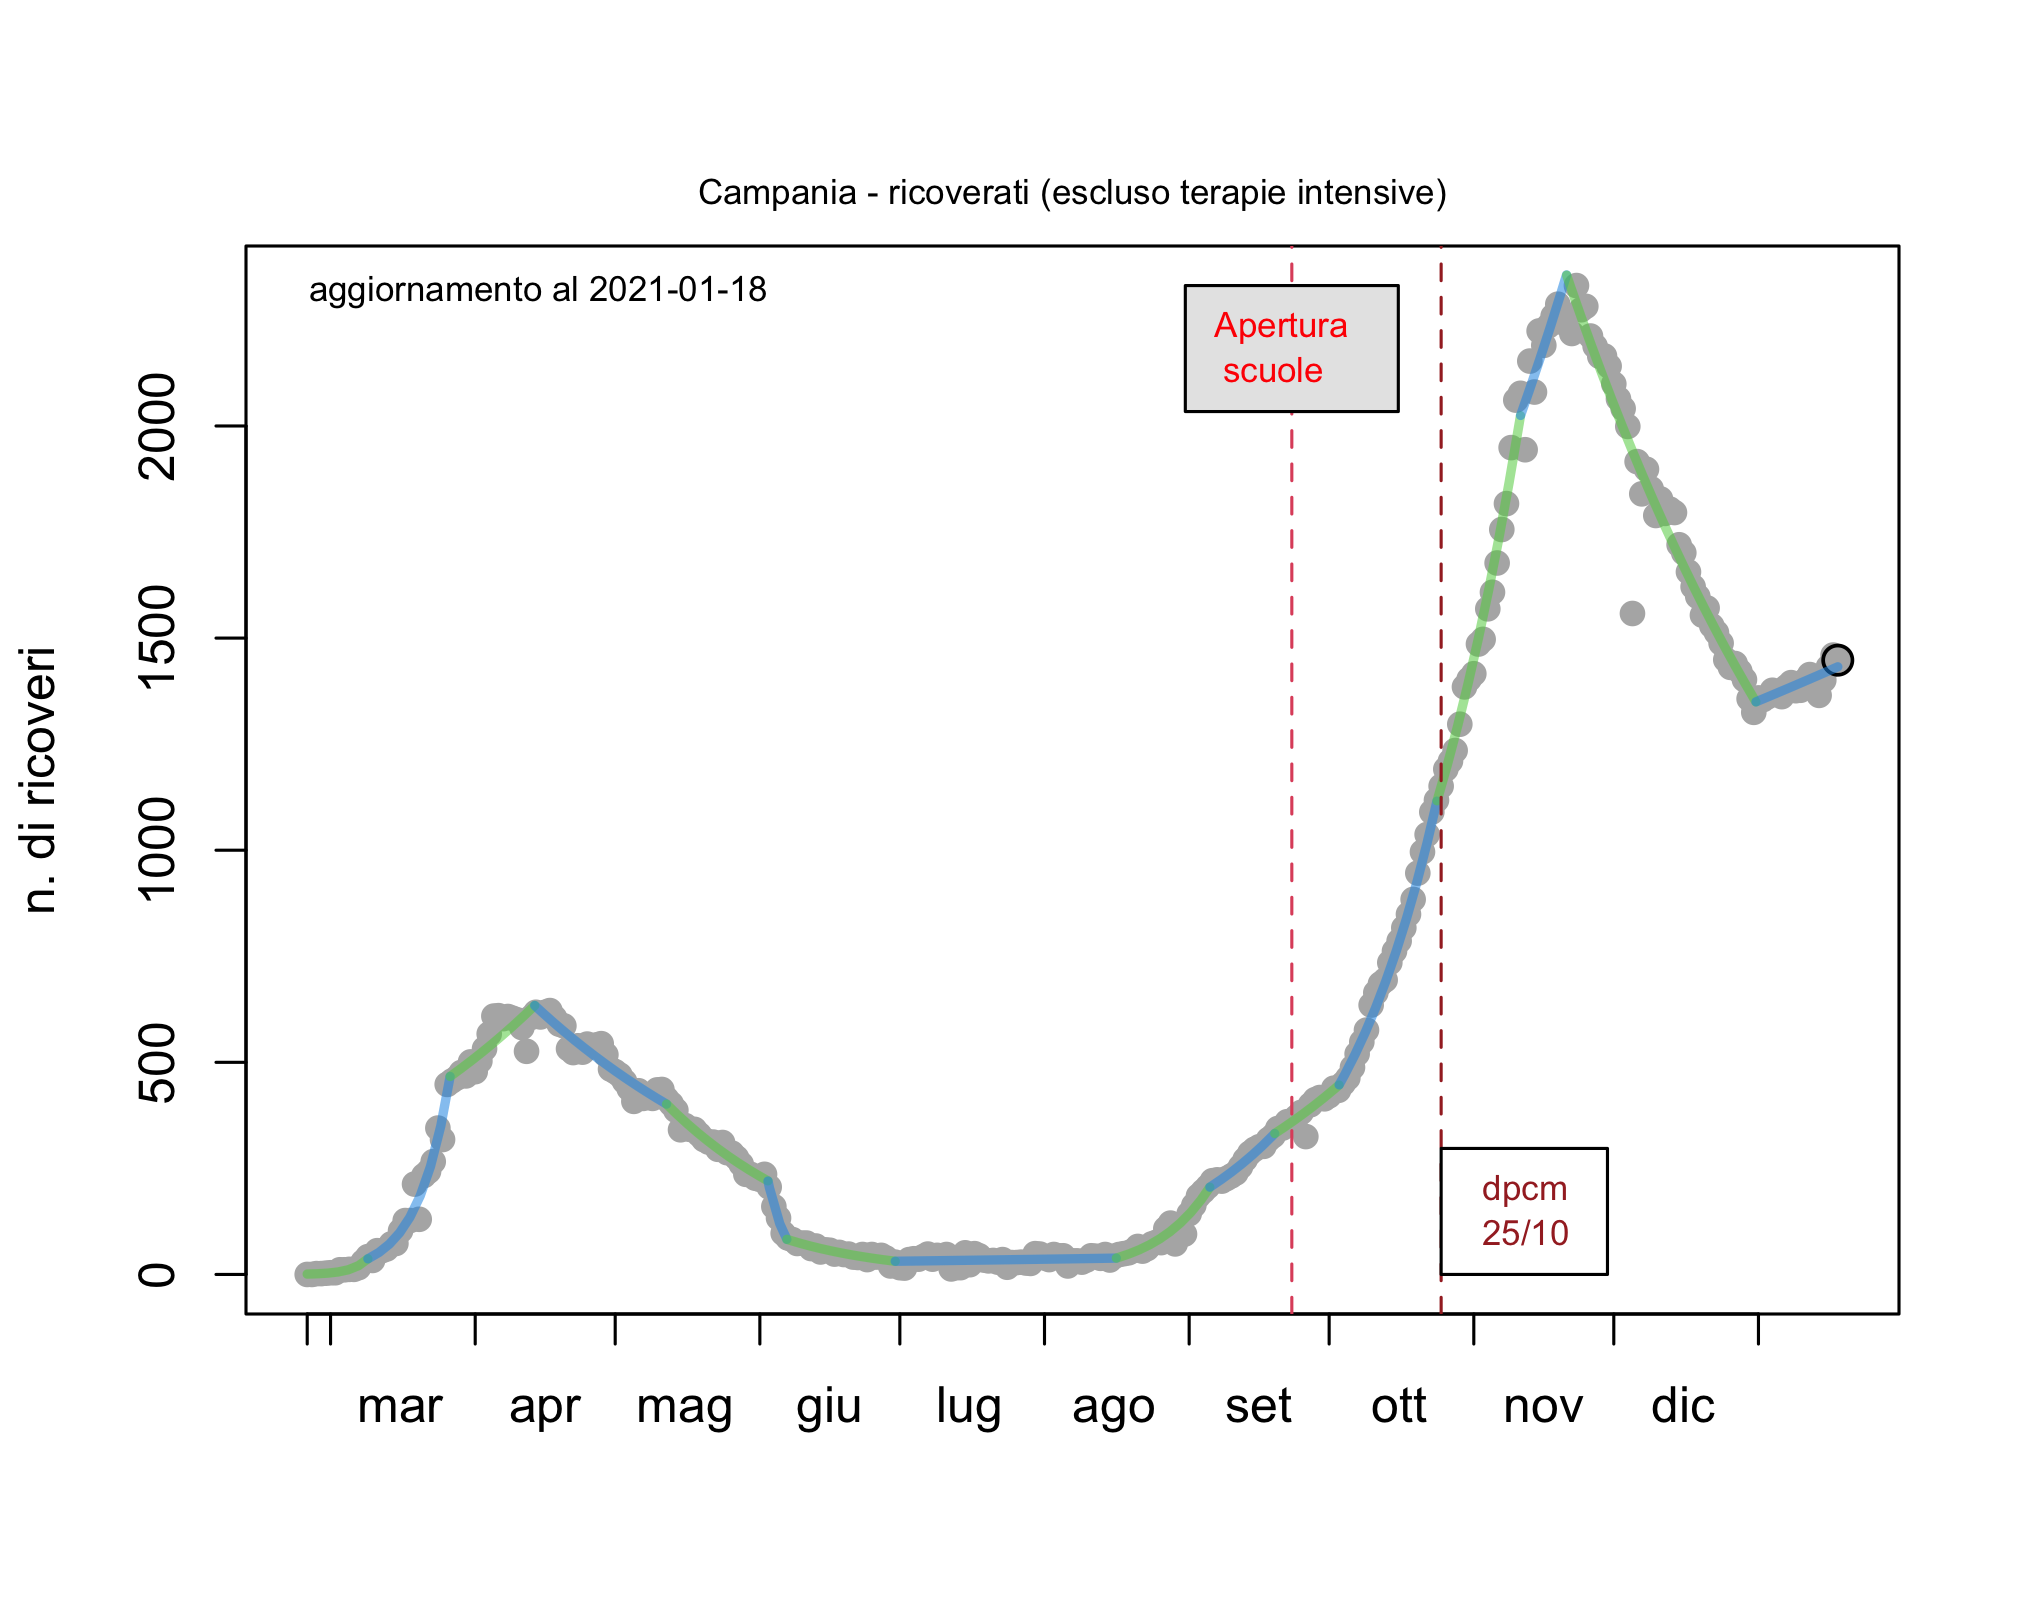 Campania - ricoverati (escluso terapie intensive)
aggiornamento al 2021-01-18
Apertura
scuole
dpcm
25/10
n. di ricoveri
2000
1500
1000
500
0
mar apr mag giu lug ago set ott nov dic